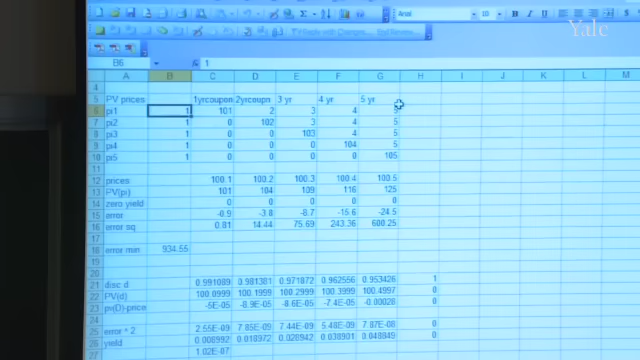 Arial 10 B I U
Yale
Reply with Changes... End Review...
B6 1
A B C D E F G H I J K L M N
4
5 PV prices 1yrcoupon 2yrcoupn 3 yr 4 yr 5 yr
6 pi1 1 101 2 3 4 5
7 pi2 1 0 102 3 4 5
8 pi3 1 0 0 103 4 5
9 pi4 1 0 0 0 104 5
10 pi5 1 0 0 0 0 105
11
12 prices 100.1 100.2 100.3 100.4 100.5
13 PV(pi) 101 104 109 116 125
14 zero yield 0 0 0 0 0
15 error -0.9 -3.8 -8.7 -15.6 -24.5
16 error sq 0.81 14.44 75.69 243.36 600.25
17
18 error min 934.55
20
21 disc d 0.991089 0.981381 0.971872 0.962556 0.953426 1
22 PV(d) 100.0999 100.1999 100.2999 100.3999 100.4997 0
23 pv(D)-price -5E-05 -8.9E-05 -8.6E-05 -7.4E-05 -0.00028 0
25 error ^ 2 2.55E-09 7.85E-09 7.44E-09 5.48E-09 7.87E-08 0
26 yield 0.008992 0.018972 0.028942 0.038901 0.048849 0
27 1.02E-07